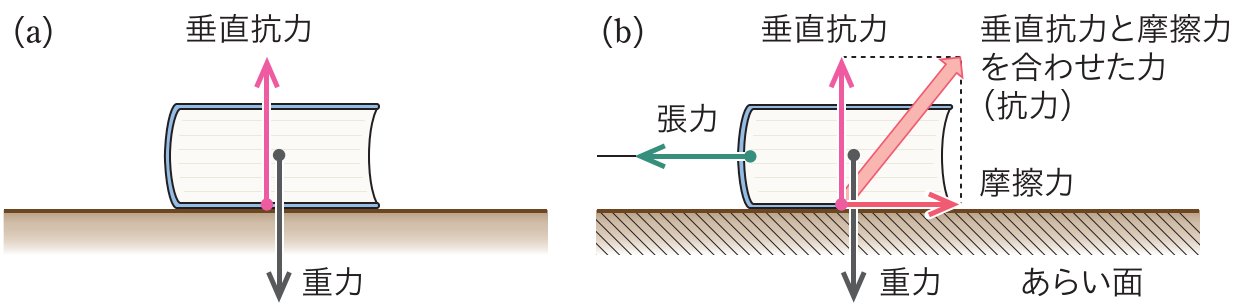 (a)
垂直抗力
重力
(b)
垂直抗力
張力
垂直抗力と摩擦力
を合わせた力
（抗力）
摩擦力
重力
あらい面